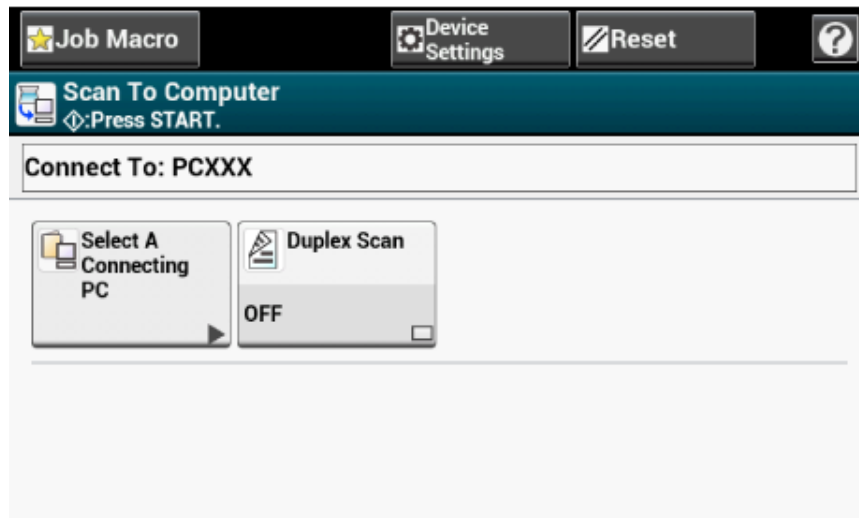 Job Macro
Device
Settings
Reset
?
Scan To Computer
:Press START.
Connect To: PCXXX
Select A
Connecting
PC
Duplex Scan
OFF